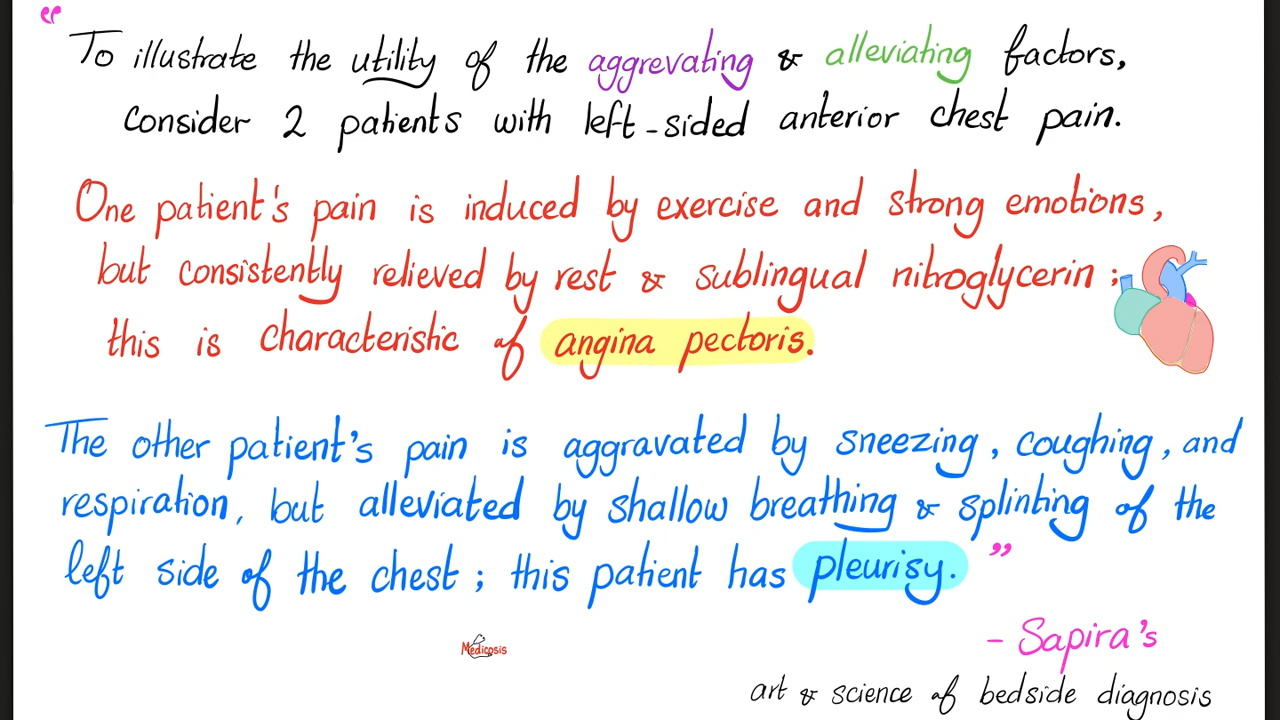 “
To illustrate the utility of the aggrevating & alleviating factors,
consider 2 patients with left-sided anterior chest pain.
One patient's pain is induced by exercise and strong emotions,
but consistently relieved by rest & sublingual nitroglycerin;
this is characteristic of angina pectoris.
The other patient's pain is aggravated by sneezing, coughing, and
respiration, but alleviated by shallow breathing & splinting of the
left side of the chest; this patient has pleurisy. ”
- Sapira's
Medicosis
art & science of bedside diagnosis